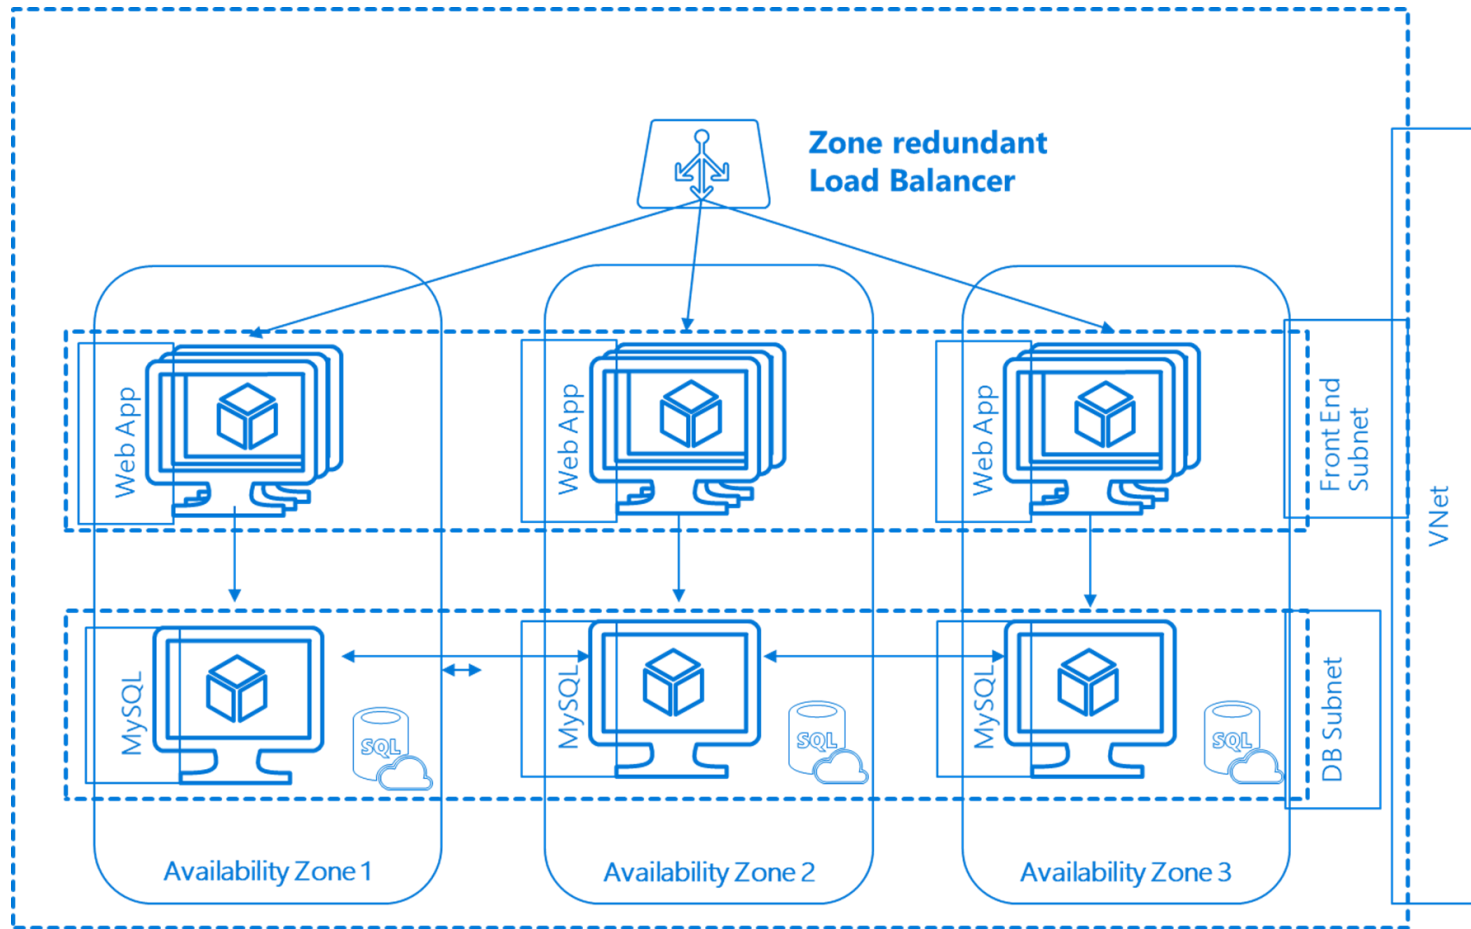 Zone redundant
Load Balancer
Web App
Web App
Web App
Front End
Subnet
VNet
MySQL
SQL
MySQL
SQL
MySQL
SQL
DB Subnet
Availability Zone 1
Availability Zone 2
Availability Zone 3